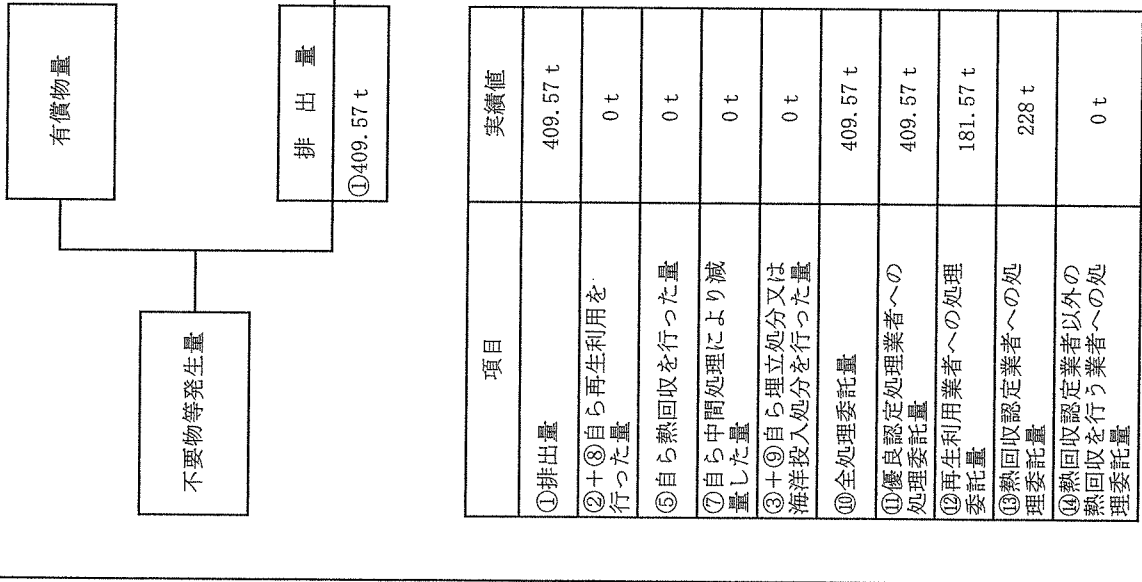 有償物量
不要物等発生量
排出量
①409.57 t
項目 実績値
①排出量 409.57 t
②+⑧自ら再生利用を
行った量 0 t
⑤自ら熱回収を行った量 0 t
⑦自ら中間処理により減
量した量 0 t
③+⑨自ら埋立処分又は
海洋投入処分を行った量 0 t
⑩全処理委託量 409.57 t
⑪優良認定処理業者への
処理委託量 409.57 t
⑫再生利用業者への処理
委託量 181.57 t
⑬熱回収認定業者への処
理委託量 228 t
⑭熱回収認定業者以外の
熱回収を行う業者への処
理委託量 0 t